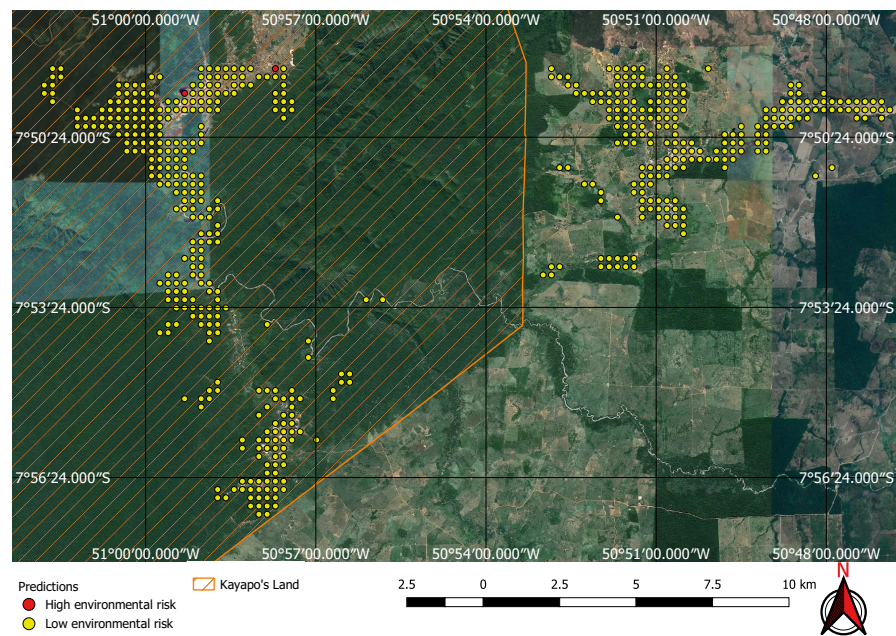 51°00'00.000"W 50°57'00.000"W 50°54'00.000"W 50°51'00.000"W 50°48'00.000"W
7°50'24.000"S 7°50'24.000"S
7°53'24.000"S 7°53'24.000"S
7°56'24.000"S 7°56'24.000"S
51°00'00.000"W 50°57'00.000"W 50°54'00.000"W 50°51'00.000"W 50°48'00.000"W
Predictions
High environmental risk
Low environmental risk
Kayapo's Land
2.5 0 2.5 5 7.5 10 km
N